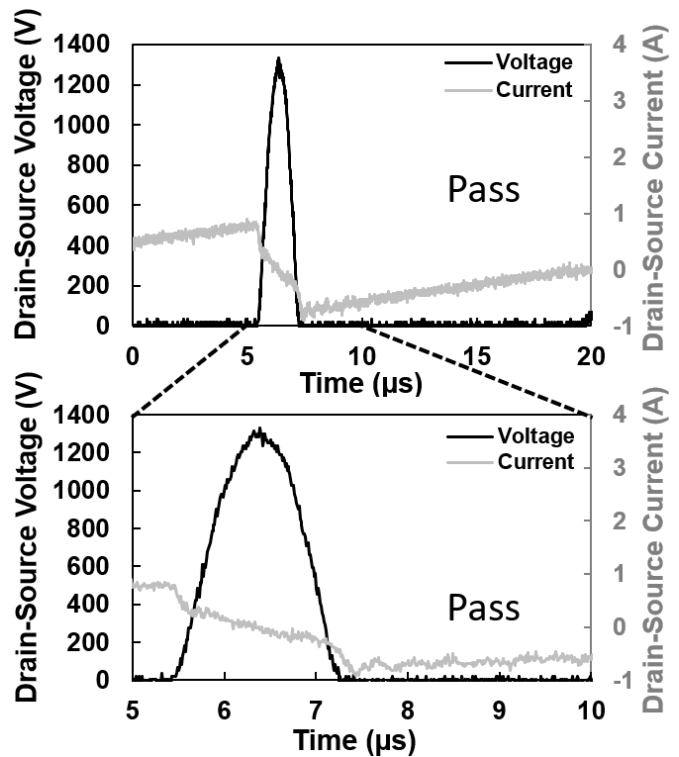 Drain-Source Voltage (V)
1400
1200
1000
800
600
400
200
0
Voltage
Current
Pass
4
3
2
1
0
-1
Drain-Source Current (A)
0 5 10 15 20
Time (µs)
Drain-Source Voltage (V)
1400
1200
1000
800
600
400
200
0
Voltage
Current
Pass
4
3
2
1
0
-1
Drain-Source Current (A)
5 6 7 8 9 10
Time (µs)